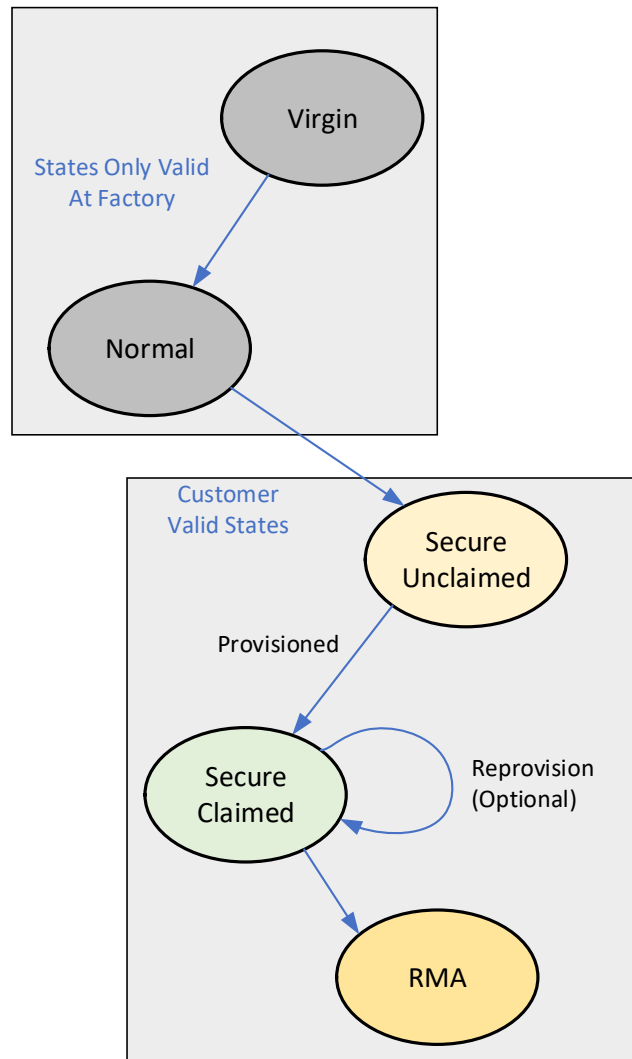 Virgin
States Only Valid
At Factory
Normal
Customer
Valid States
Secure
Unclaimed
Provisioned
Secure
Claimed
Reprovision
(Optional)
RMA